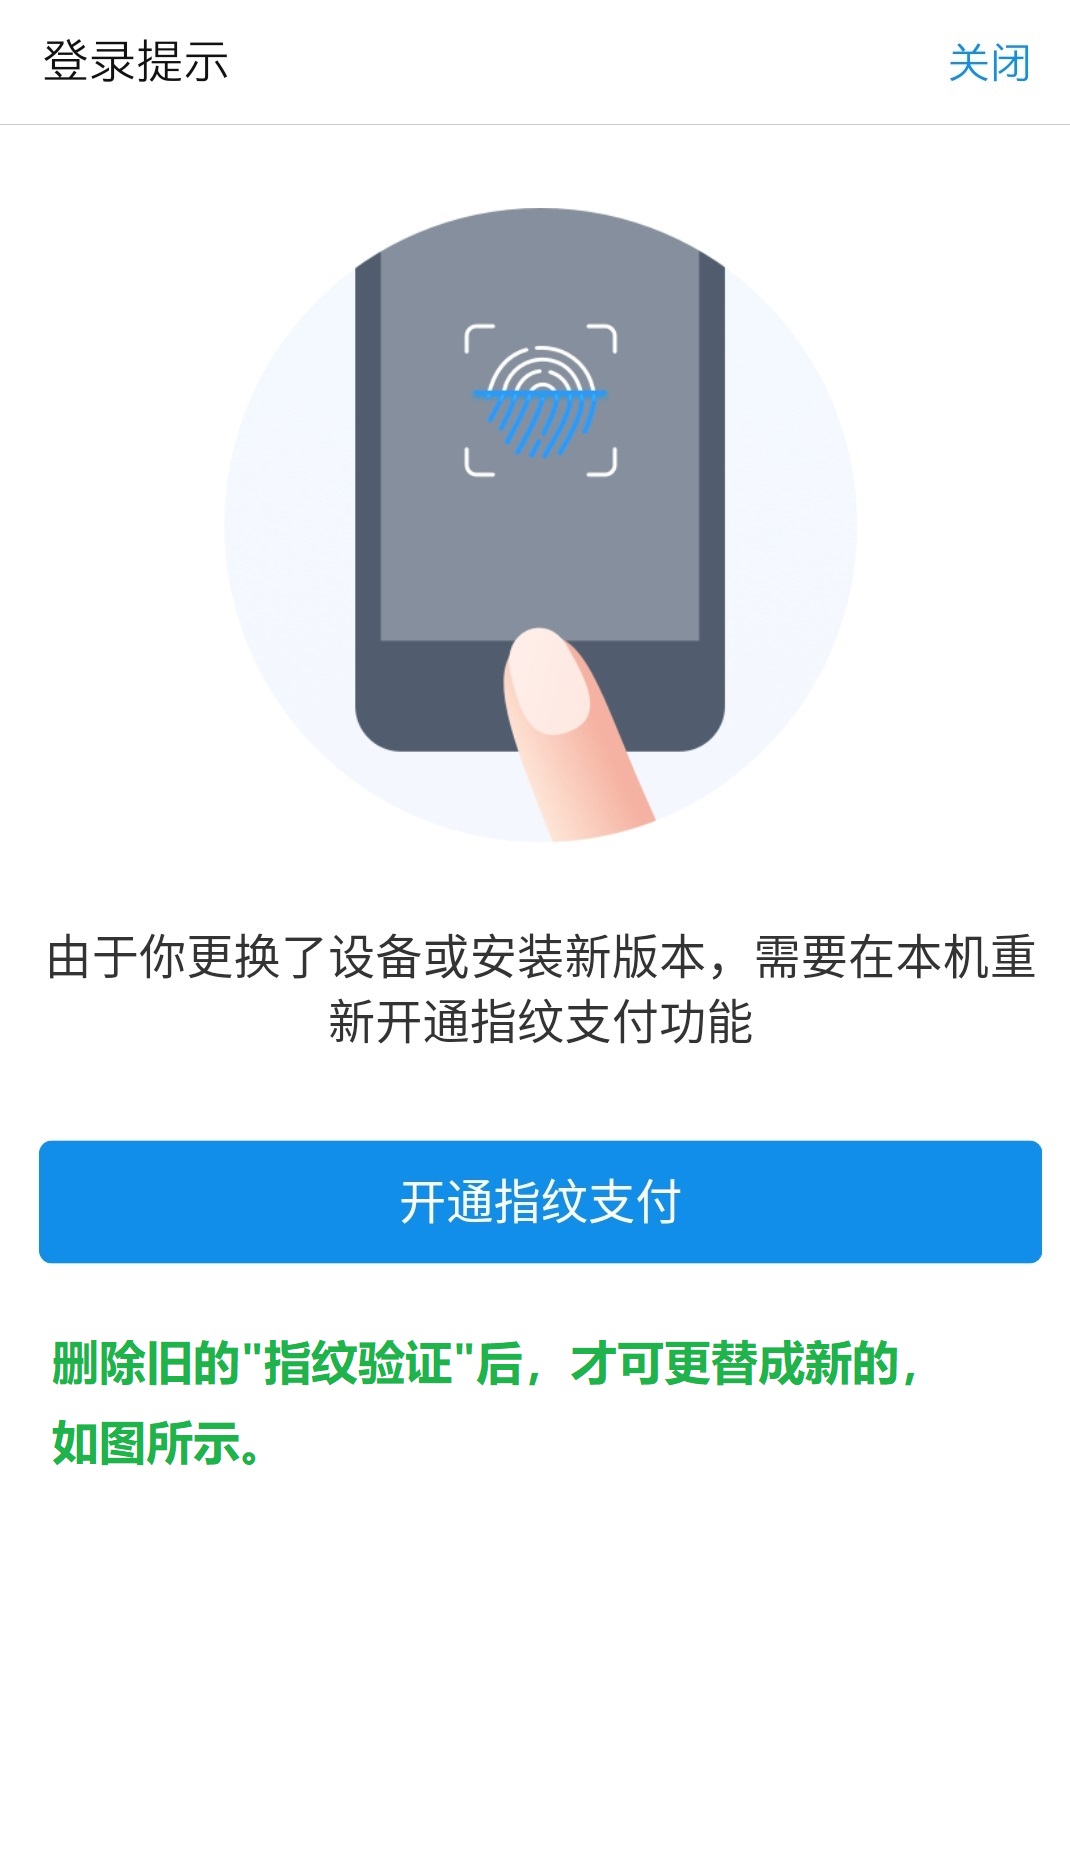 登录提示
关闭
由于你更换了设备或安装新版本，需要在本机重
新开通指纹支付功能
开通指纹支付
删除旧的"指纹验证"后，才可更替成新的，
如图所示。